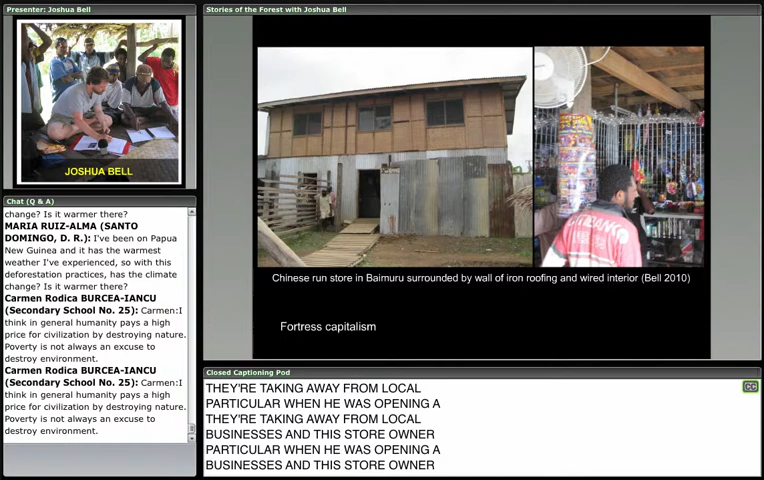 Presenter: Joshua Bell
JOSHUA BELL
Chat (Q & A)
change? Is it warmer there?
MARIA RUIZ-ALMA (SANTO
DOMINGO, D. R.): I've been on Papua
New Guinea and it has the warmest
weather I've experienced, so with this
deforestation practices, has the climate
change? Is it warmer there?
Carmen Rodica BURCEA-IANCU
(Secondary School No. 25): Carmen:I
think in general humanity pays a high
price for civilization by destroying nature.
Poverty is not always an excuse to
destroy environment.
Carmen Rodica BURCEA-IANCU
(Secondary School No. 25): Carmen:I
think in general humanity pays a high
price for civilization by destroying nature.
Poverty is not always an excuse to
destroy environment.
Stories of the Forest with Joshua Bell
Chinese run store in Baimuru surrounded by wall of iron roofing and wired interior (Bell 2010)
Fortress capitalism
Closed Captioning Pod
CC
THEY'RE TAKING AWAY FROM LOCAL
PARTICULAR WHEN HE WAS OPENING A
THEY'RE TAKING AWAY FROM LOCAL
BUSINESSES AND THIS STORE OWNER
PARTICULAR WHEN HE WAS OPENING A
BUSINESSES AND THIS STORE OWNER